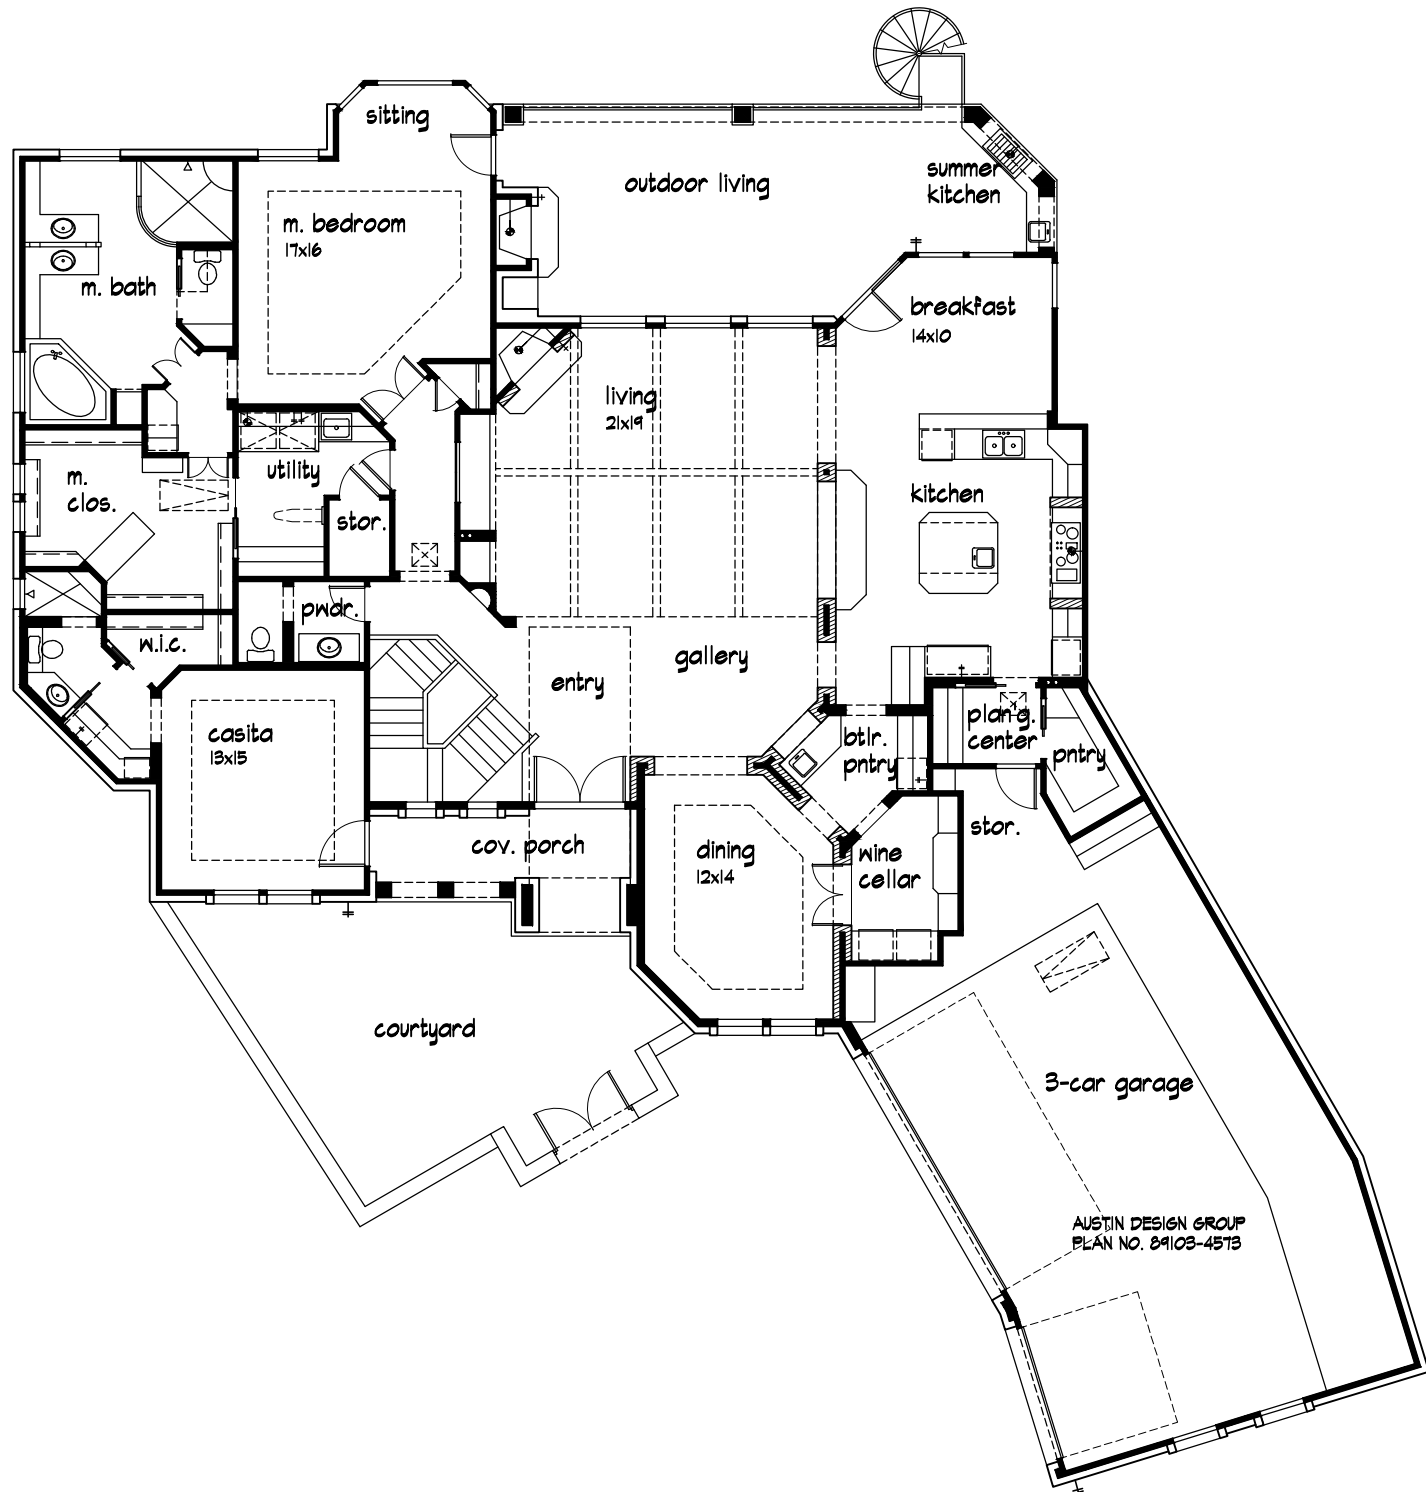 sitting
outdoor living
summer
kitchen
m. bedroom
17x16
m. bath
breakfast
14x10
living
21x19
utility
m.
clos.
stor.
kitchen
pwdr.
w.i.c.
gallery
entry
casita
13x15
plan'g.
center
btlr.
pntry
pntry
stor.
cov. porch
dining
12x14
wine
cellar
courtyard
3-car garage
AUSTIN DESIGN GROUP
PLAN NO. 89103-4573